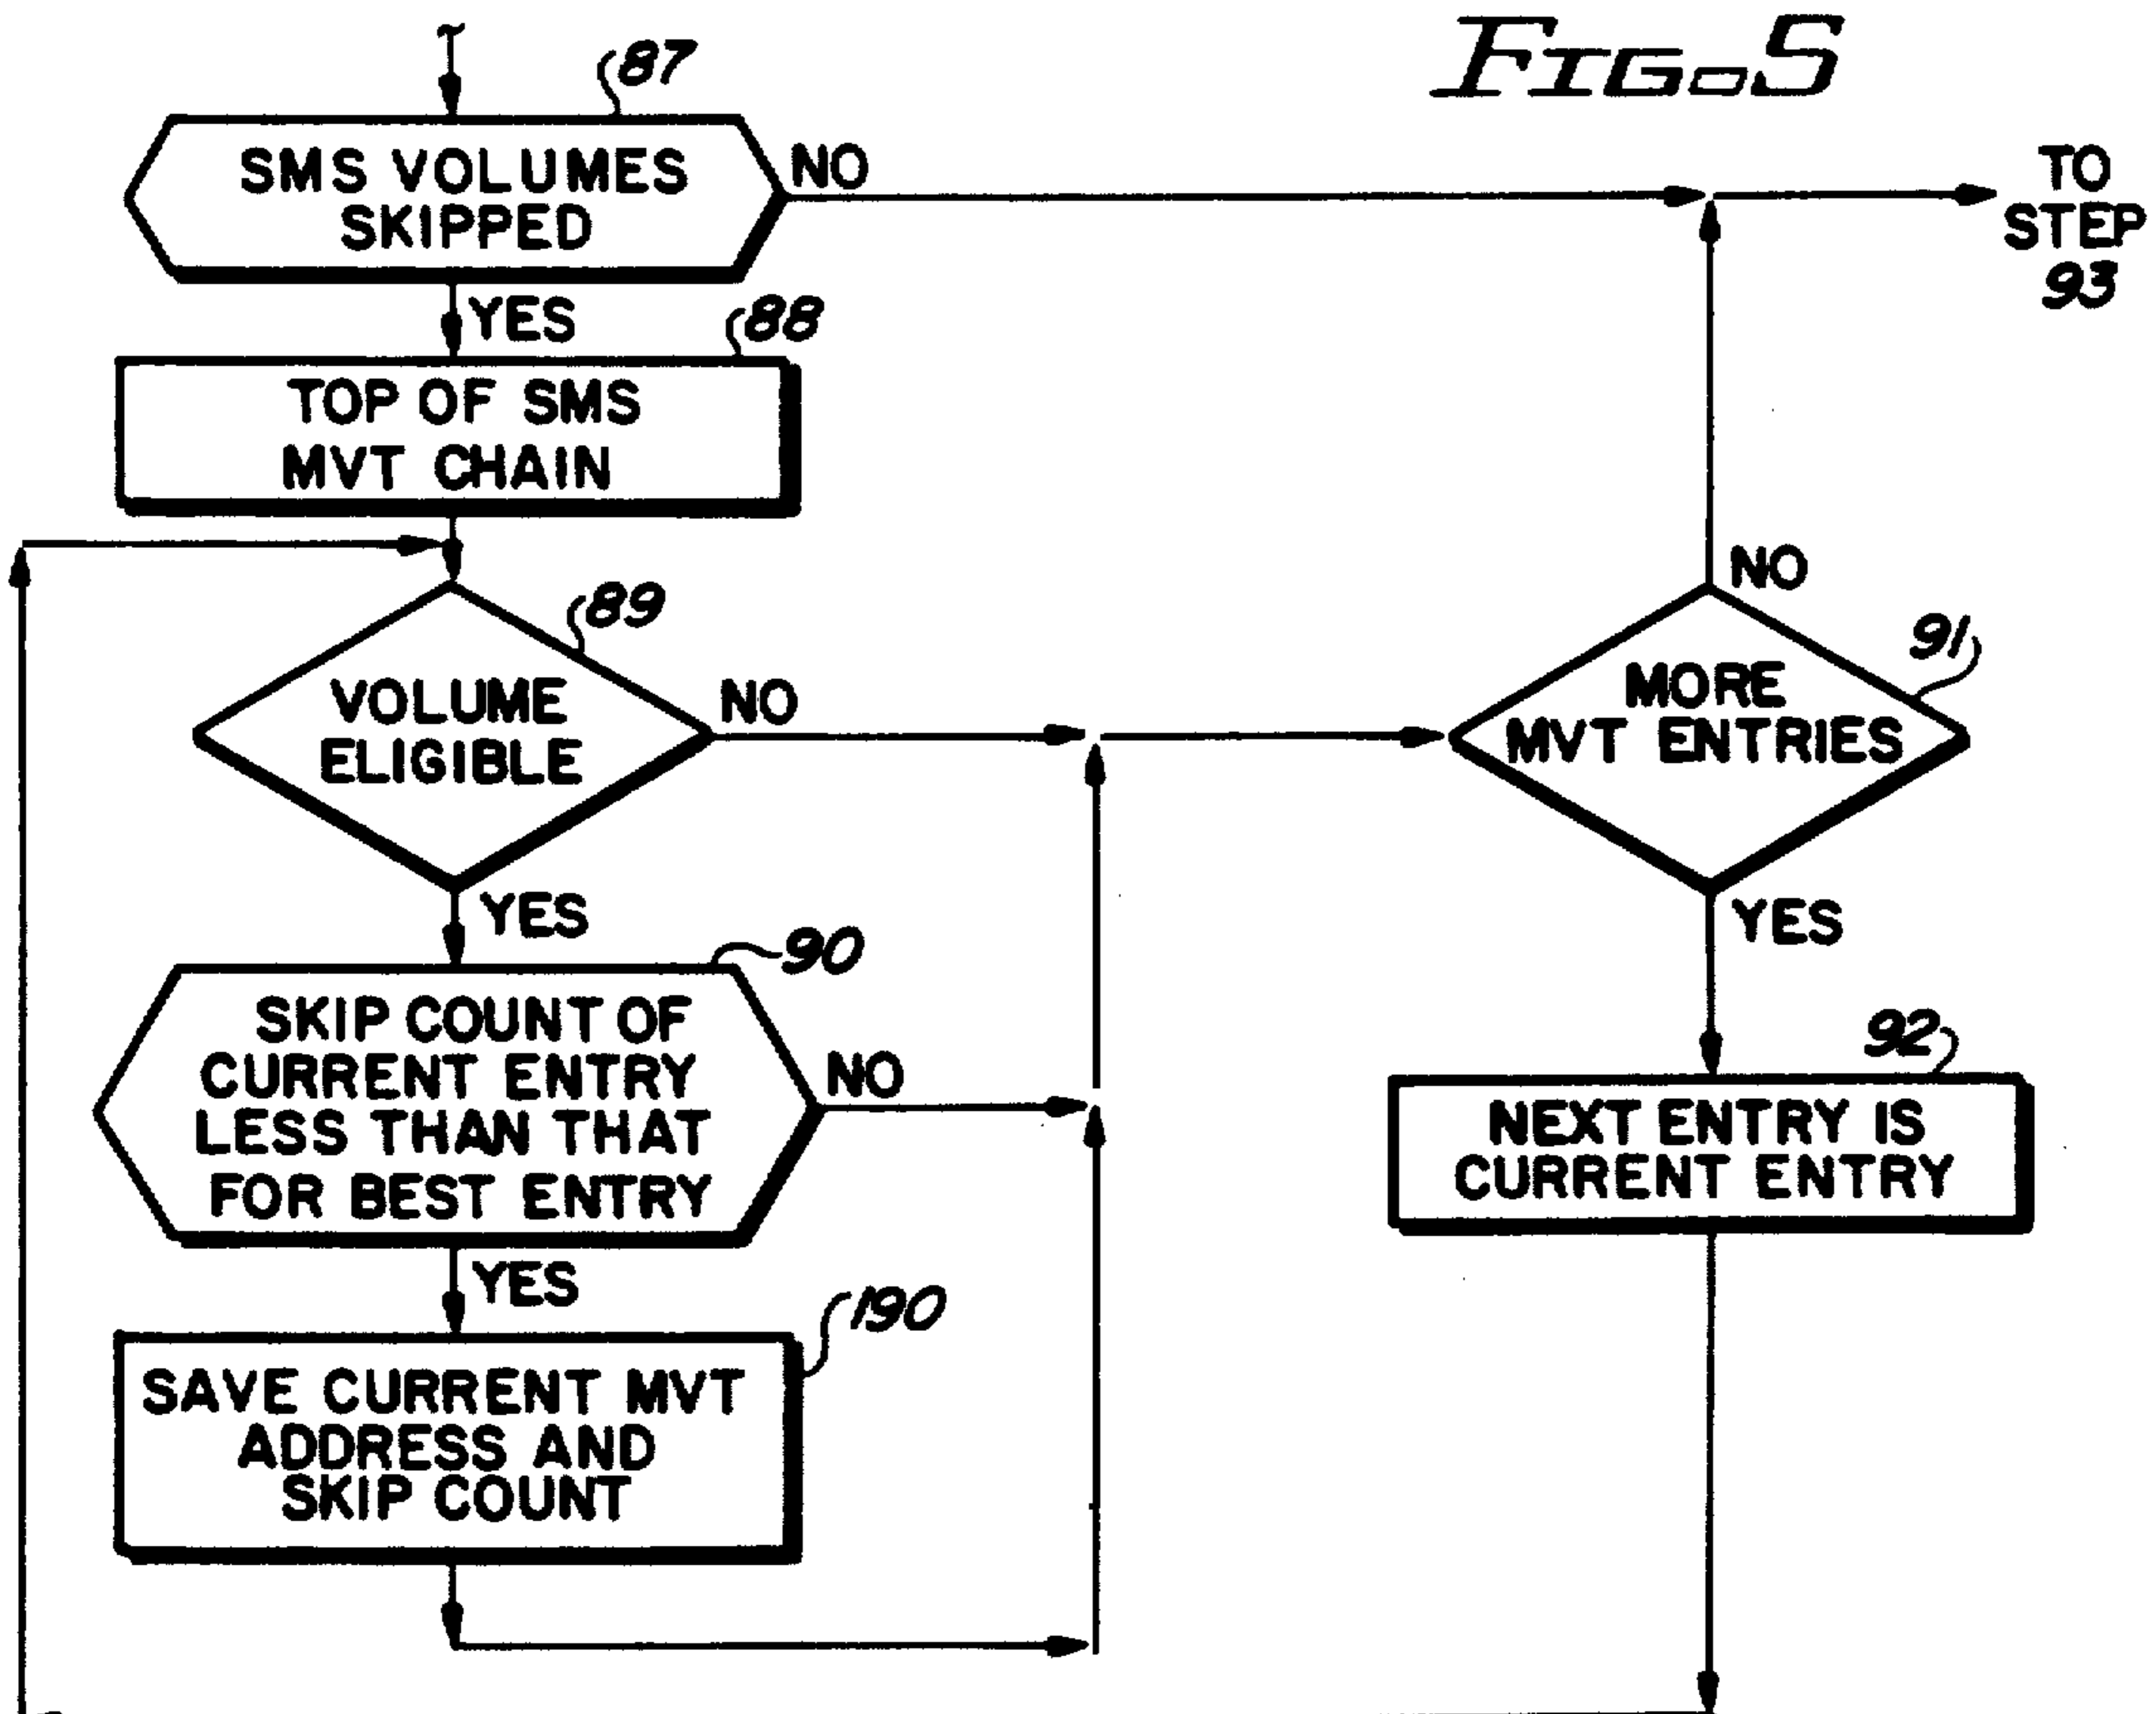 FIG. 5
87
SMS VOLUMES
SKIPPED
NO
TO
STEP
93
YES
88
TOP OF SMS
MVT CHAIN
89
VOLUME
ELIGIBLE
NO
NO
91
MORE
MVT ENTRIES
YES
YES
90
SKIP COUNT OF
CURRENT ENTRY
LESS THAN THAT
FOR BEST ENTRY
NO
92
NEXT ENTRY IS
CURRENT ENTRY
YES
190
SAVE CURRENT MVT
ADDRESS AND
SKIP COUNT